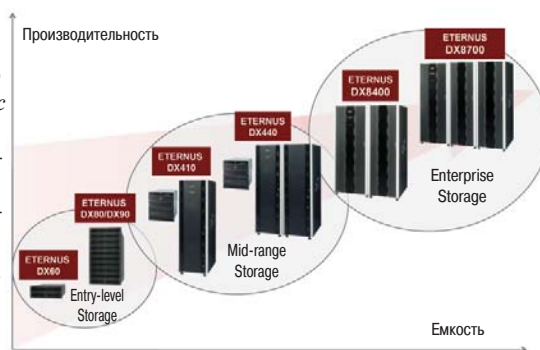 Производительность
ETERNUS
DX8700
ETERNUS
DX8400
ETERNUS
DX440
ETERNUS
DX410
ETERNUS
DX80/DX90
ETERNUS
DX60
Enterprise
Storage
Mid-range
Storage
Entry-level
Storage
Емкость
с